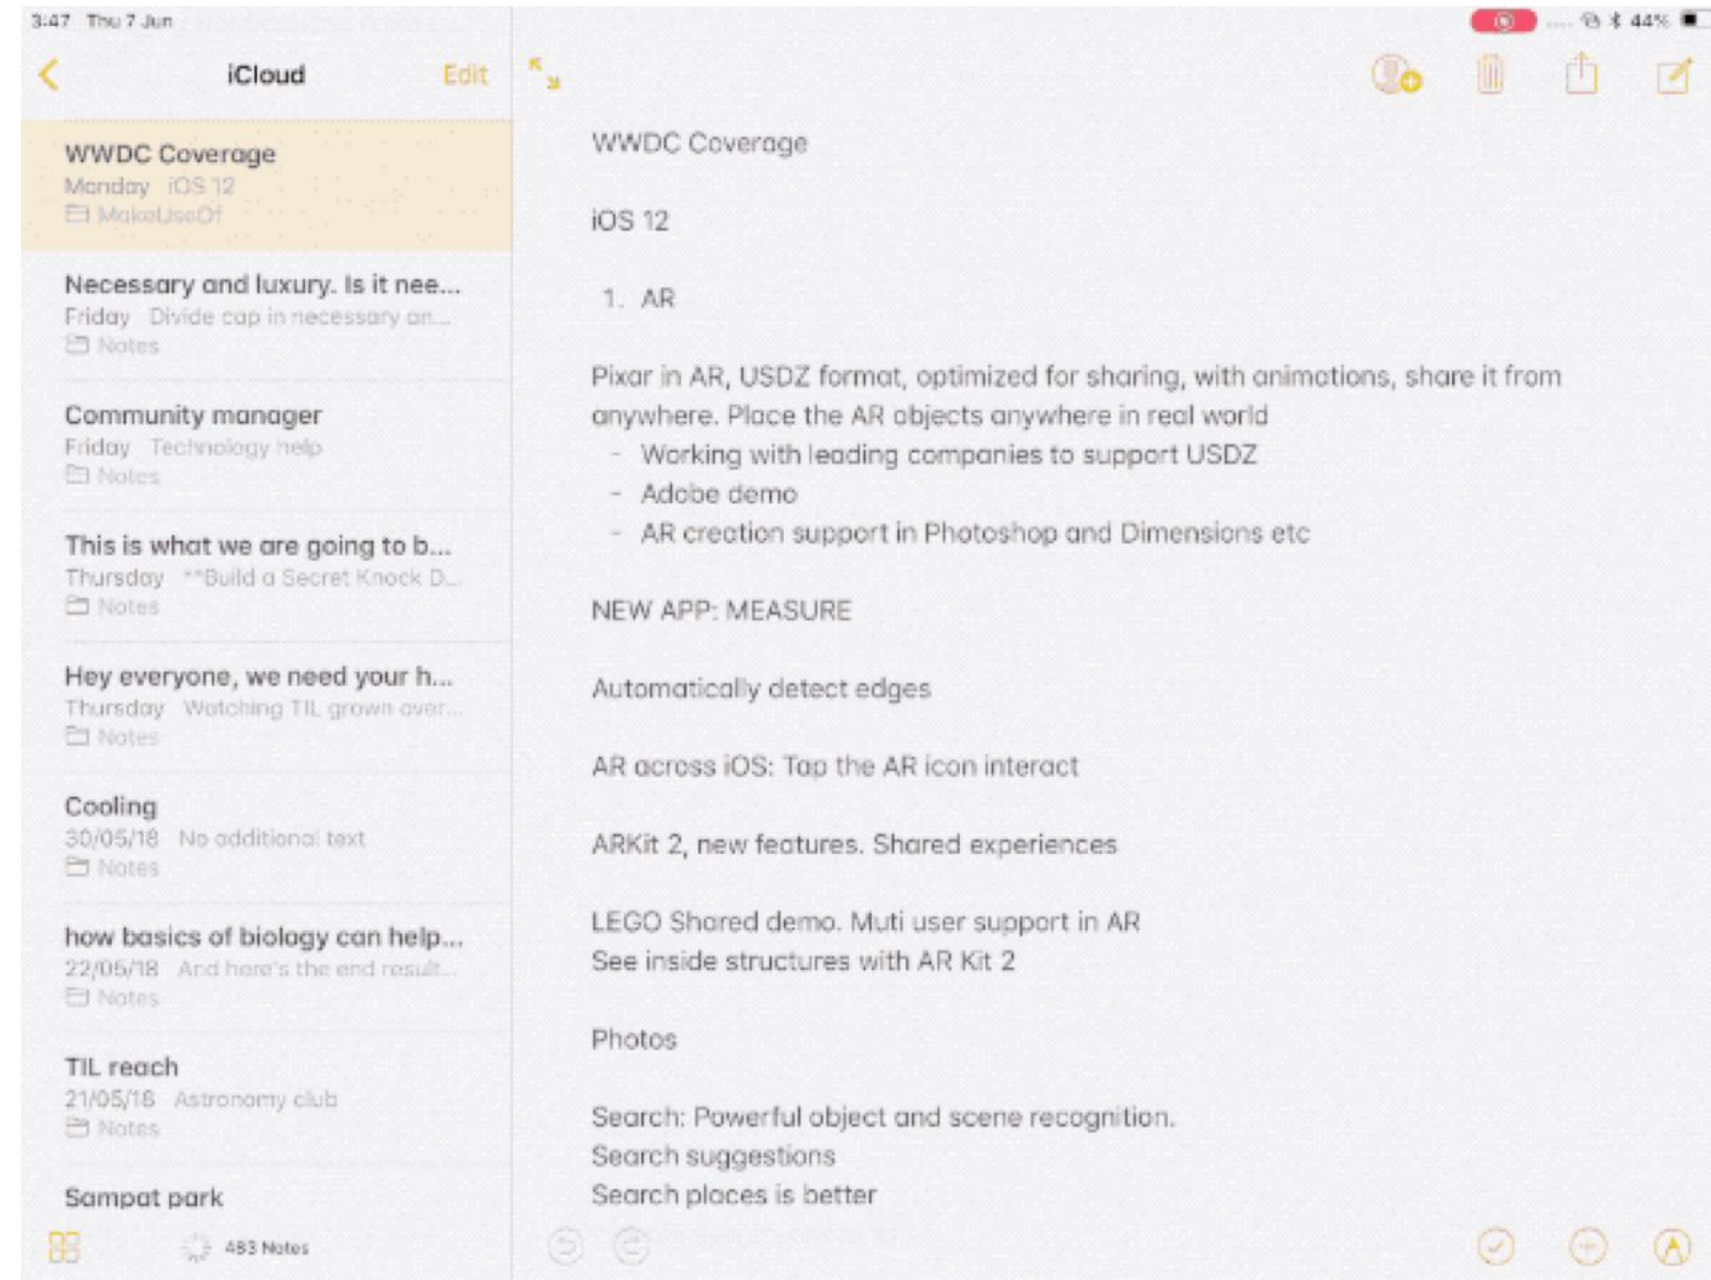 3:47 Thu 7 Jun
44%
iCloud
Edit
WWDC Coverage
Monday iOS 12
MakeUseOf
Necessary and luxury. Is it nee...
Friday Divide cap in necessary an...
Notes
Community manager
Friday Technology help
Notes
This is what we are going to b...
Thursday **Build a Secret Knock D...
Notes
Hey everyone, we need your h...
Thursday Watching TIL grown over...
Notes
Cooling
30/05/18 No additional text
Notes
how basics of biology can help...
22/05/18 And here's the end result...
Notes
TIL reach
21/05/18 Astronomy club
Notes
Sampat park
483 Notes
WWDC Coverage
iOS 12
1. AR
Pixar in AR, USDZ format, optimized for sharing, with animations, share it from
anywhere. Place the AR objects anywhere in real world
- Working with leading companies to support USDZ
- Adobe demo
- AR creation support in Photoshop and Dimensions etc
NEW APP: MEASURE
Automatically detect edges
AR across iOS: Tap the AR icon interact
ARKit 2, new features. Shared experiences
LEGO Shared demo. Muti user support in AR
See inside structures with AR Kit 2
Photos
Search: Powerful object and scene recognition.
Search suggestions
Search places is better